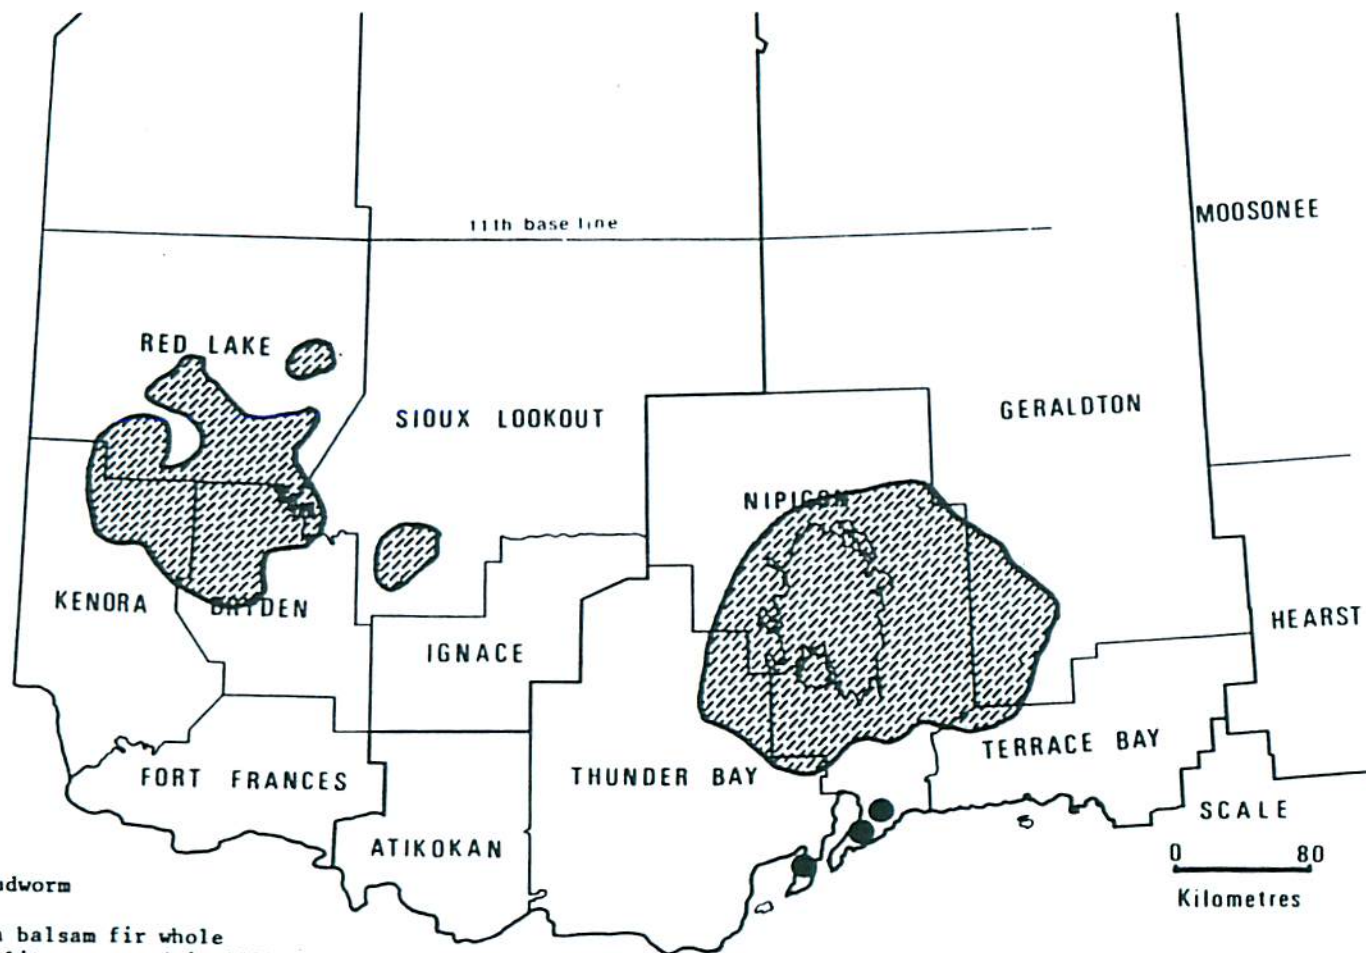 11th base line
MOOSONEE
RED LAKE
SIOUX LOOKOUT
GERALDTON
NIPIGON
KENORA
DRYDEN
IGNACE
HEARST
TERRACE BAY
FORT FRANCES
THUNDER BAY
ATIKOKAN
SCALE
0 80
Kilometres
balsam fir whole